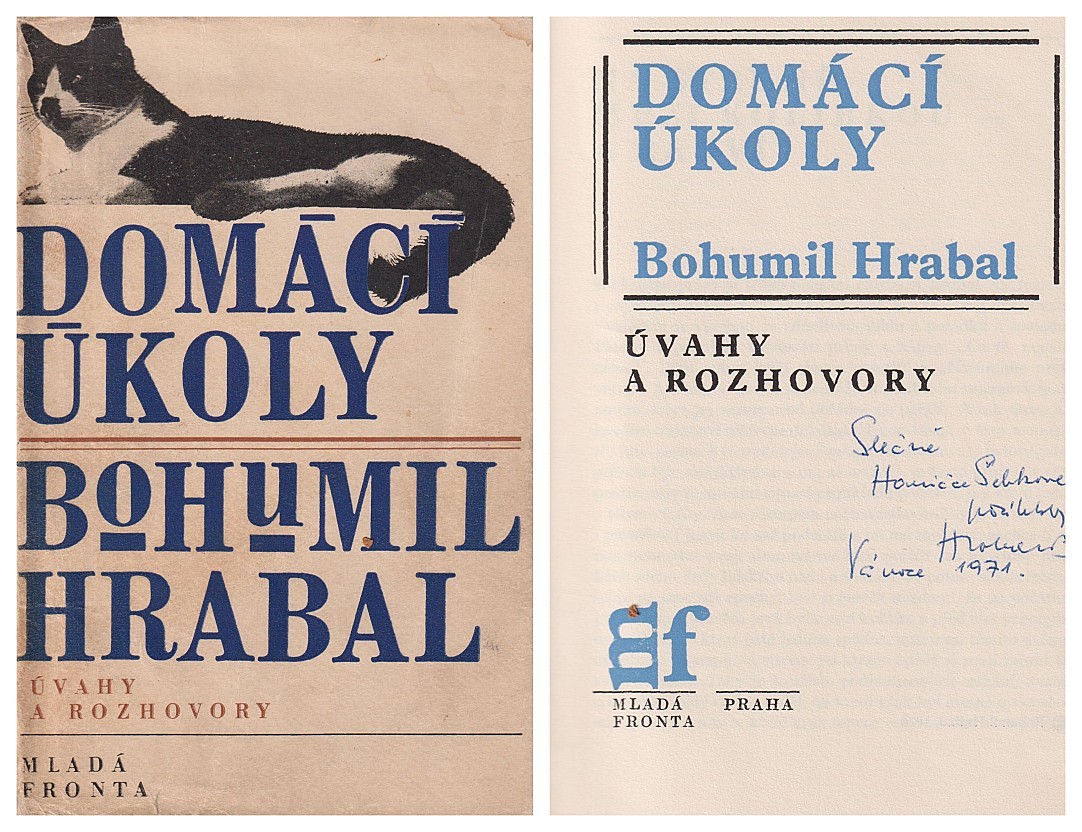 DOMÁCÍ
ÚKOLY
BOHUMIL
HRABAL
ÚVAHY
A ROZHOVORY
MLADÁ
FRONTA
DOMÁCÍ
ÚKOLY
Bohumil Hrabal
ÚVAHY
A ROZHOVORY
Slečně
Vánoce 1971.
mf
MLADÁ PRAHA
FRONTA